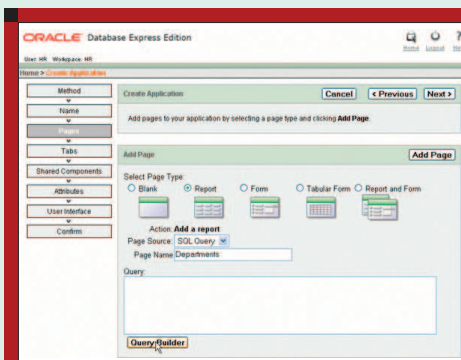 ORACLE Database Express Edition
Home Logout
User: HR Workspace: HR
Home > Create Application
Method
Name
Pages
Tabs
Shared Components
Attributes
User Interface
Confirm
Create Application Cancel < Previous Next >
Add pages to your application by selecting a page type and clicking Add Page.
Add Page Add Page
Select Page Type:
Blank Report Form Tabular Form Report and Form
Action: Add a report
Page Source: SQL Query
Page Name Departments
Query
Query Builder